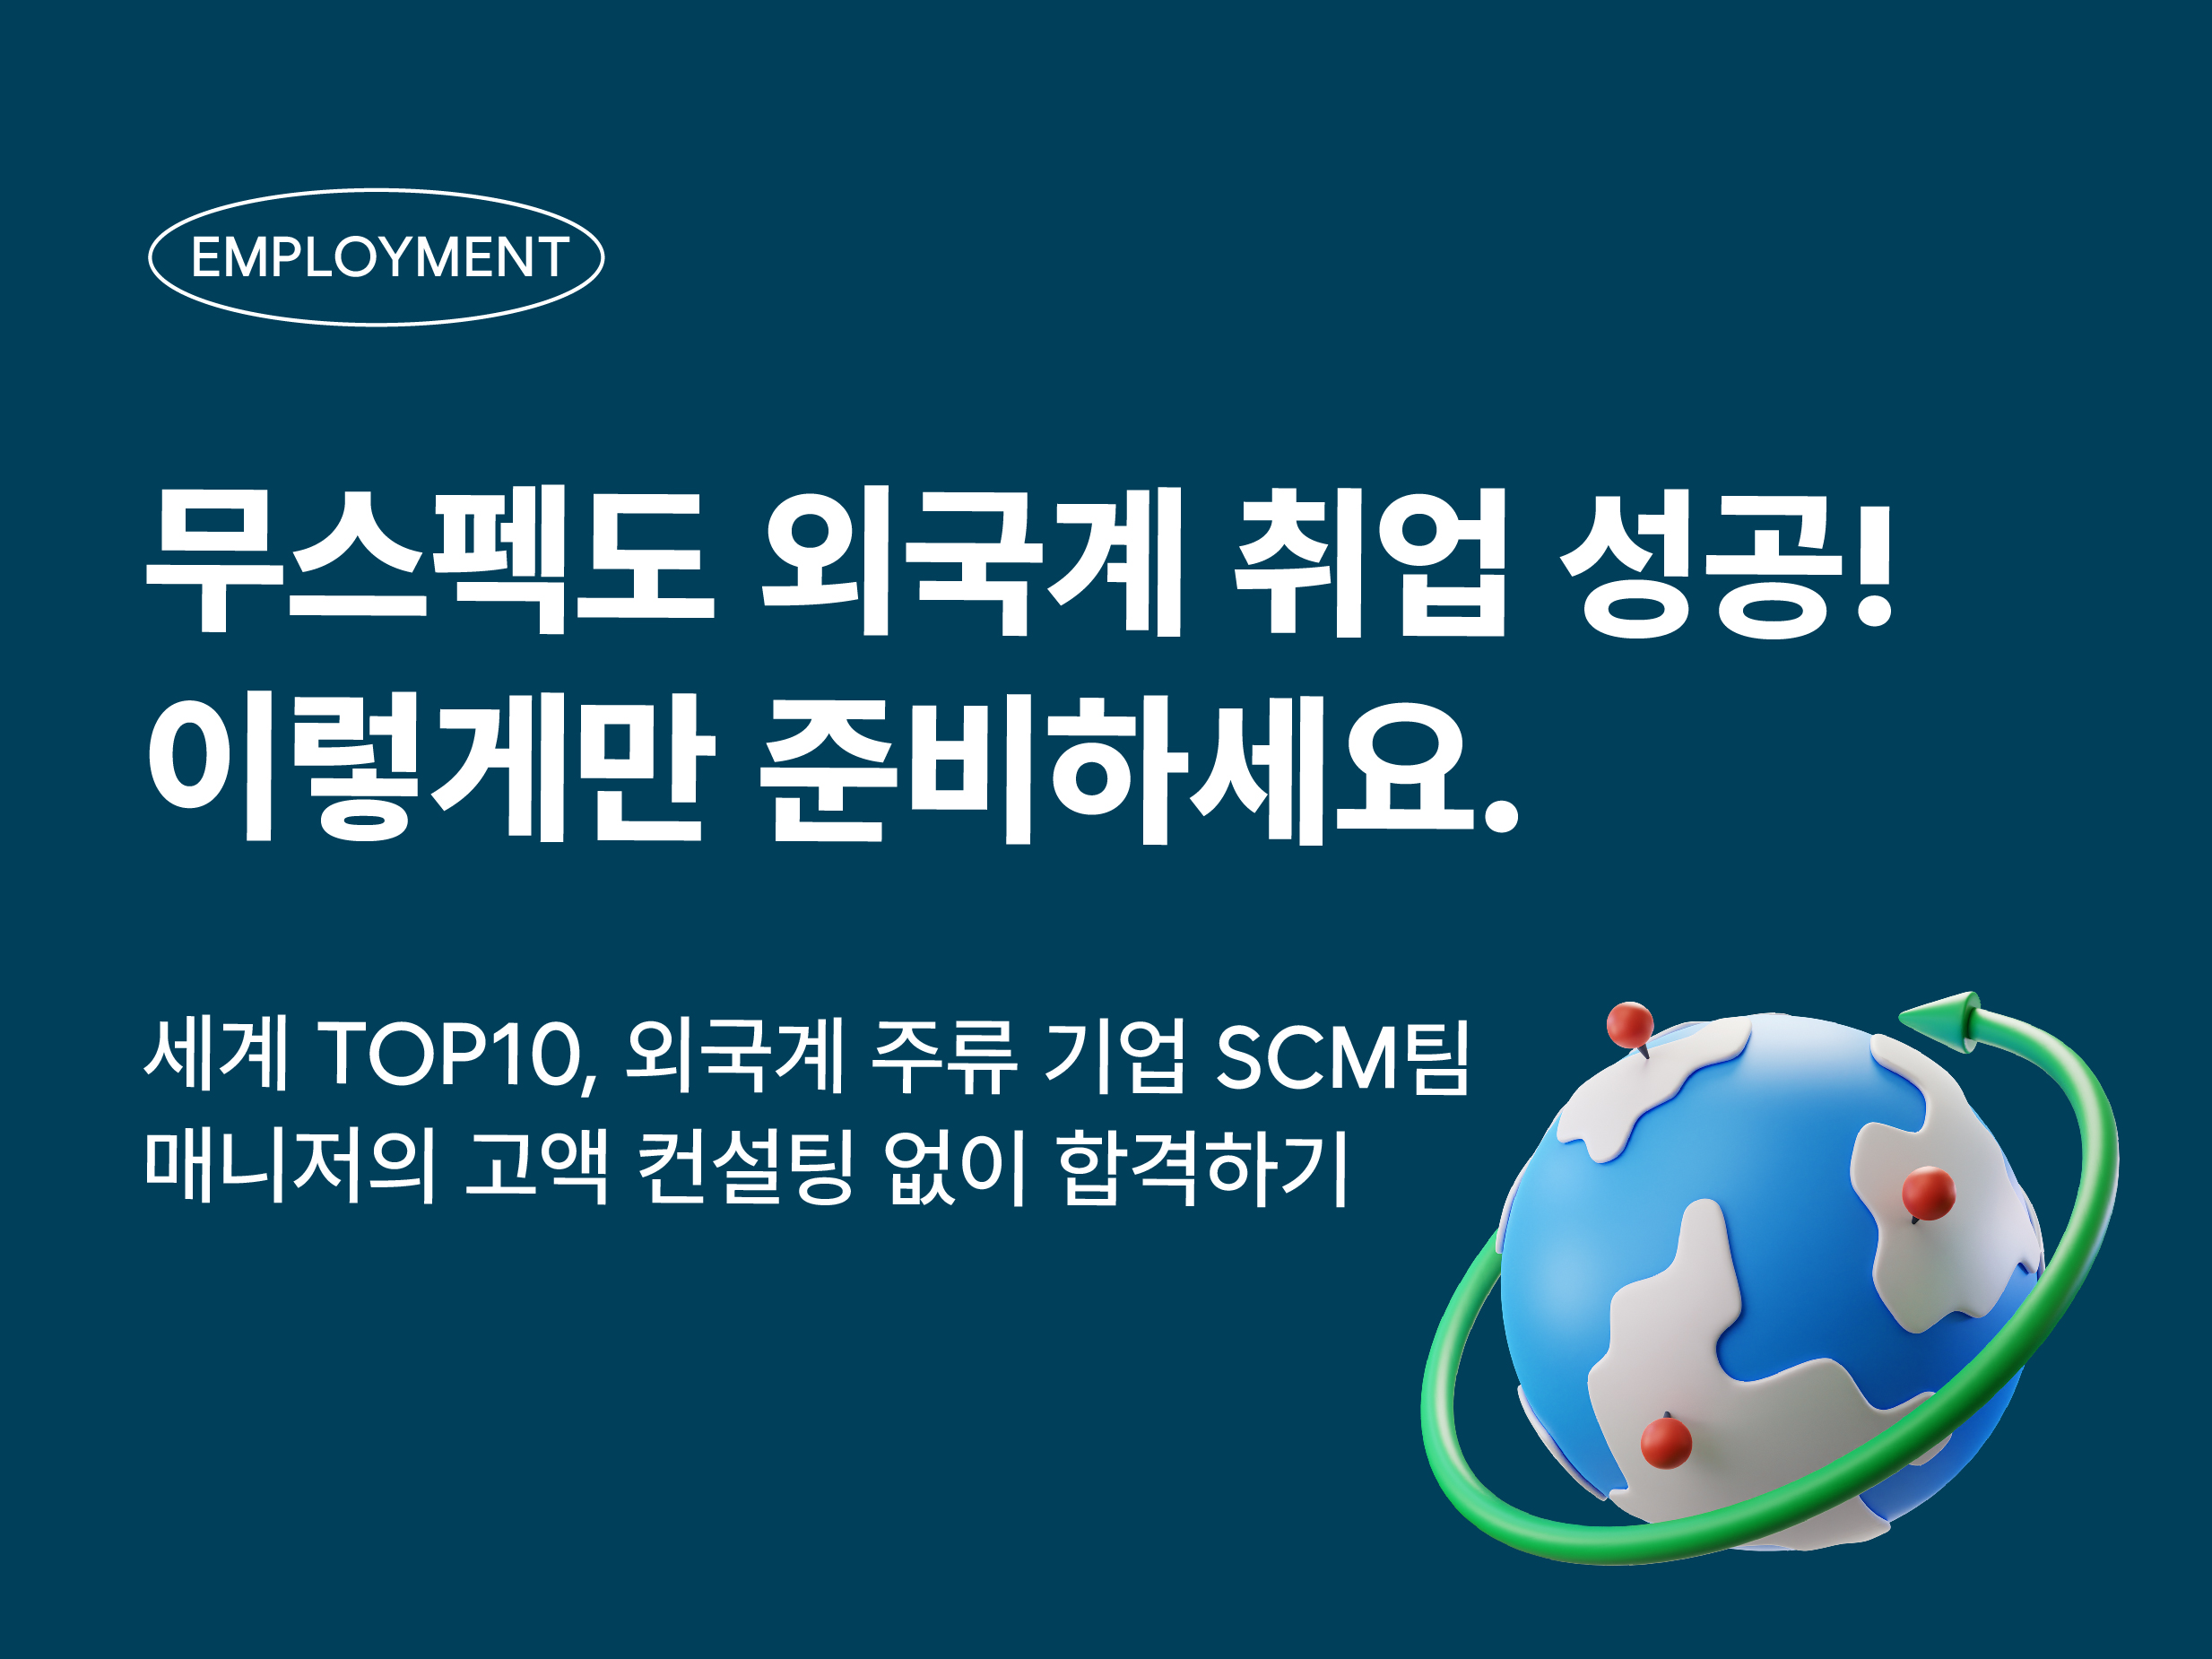 EMPLOYMENT
무스펙도 외국계 취업 성공!
이렇게만 준비하세요.
세계 TOP10, 외국계 주류 기업 SCM팀
매니저의 고액 컨설팅 없이 합격하기